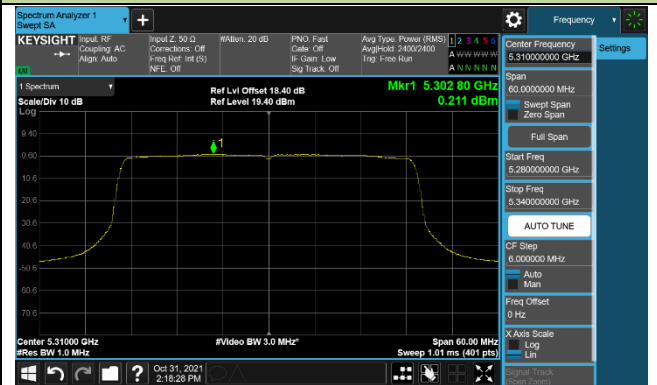 Spectrum Analyzer 1
Swept SA
Frequency
KEYSIGHT
Input: RF
Coupling: AC
Align: Auto
Input Z: 50 Ω
Corrections: Off
Freq Ref: Int (S)
NFE: Off
#Atten: 20 dB
PNO: Fast
Gate: Off
IF Gain: Low
Sig Track: Off
Avg Type: Power (RMS)
Avg|Hold: 2400/2400
Trig: Free Run
1 2 3 4 5 6
A W W W W W
A N N N N N
LXI
1 Spectrum
Scale/Div 10 dB
Log
Ref Lvl Offset 18.40 dB
Ref Level 19.40 dBm
Mkr1 5.302 80 GHz
0.211 dBm
9.40
0.60
10.6
20.6
30.6
40.6
50.6
60.6
70.6
1
Center 5.31000 GHz
#Res BW 1.0 MHz
#Video BW 3.0 MHz*
Span 60.00 MHz
Sweep 1.01 ms (401 pts)
Oct 31, 2021
2:18:28 PM
Center Frequency
5.310000000 GHz
Span
60.0000000 MHz
Swept Span
Zero Span
Full Span
Start Freq
5.280000000 GHz
Stop Freq
5.340000000 GHz
AUTO TUNE
CF Step
6.000000 MHz
Auto
Man
Freq Offset
0 Hz
X Axis Scale
Log
Lin
Signal Track
(Span Zoom)
Settings